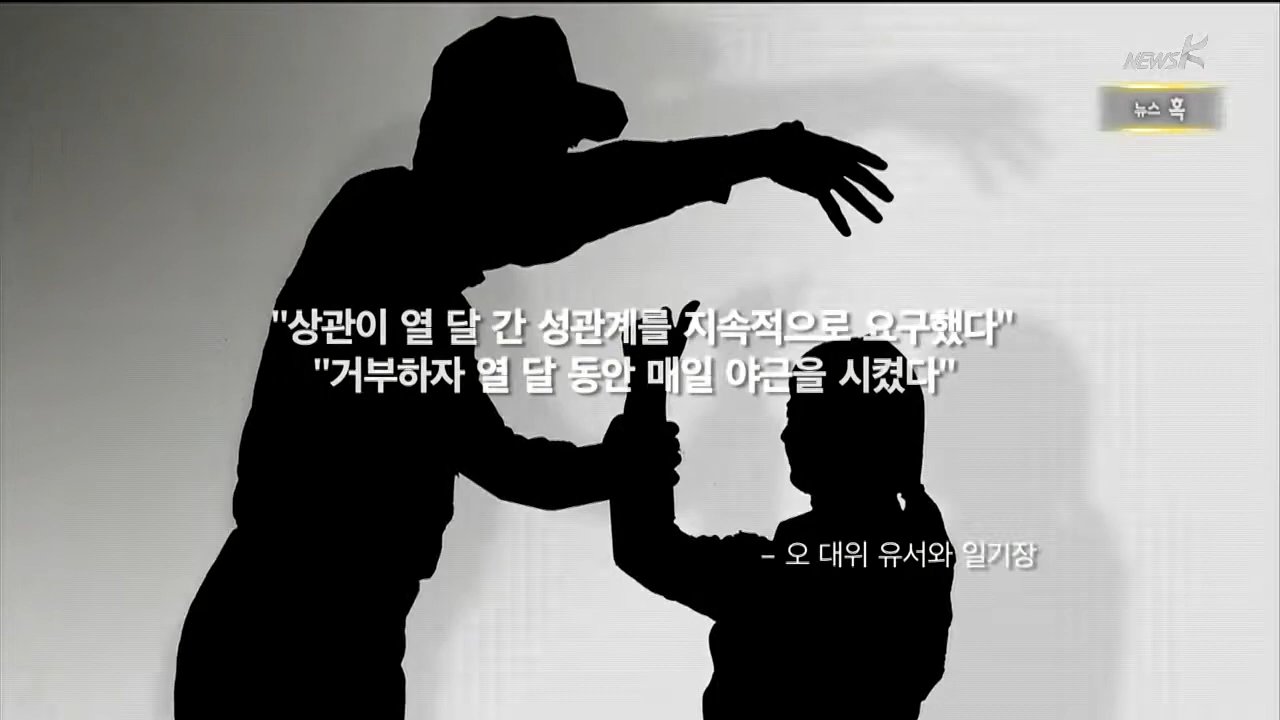 NEWSK
뉴스 훅
"상관이 열 달 간 성관계를 지속적으로 요구했다"
"거부하자 열 달 동안 매일 야근을 시켰다"
- 오 대위 유서와 일기장